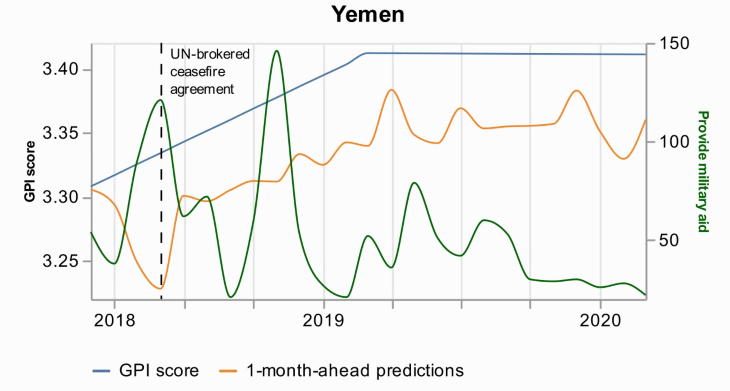 Yemen
UN-brokered
ceasefire
agreement
GPI score
3.40
3.35
3.30
3.25
150
100
50
Provide military aid
2018
2019
2020
GPI score
1-month-ahead predictions